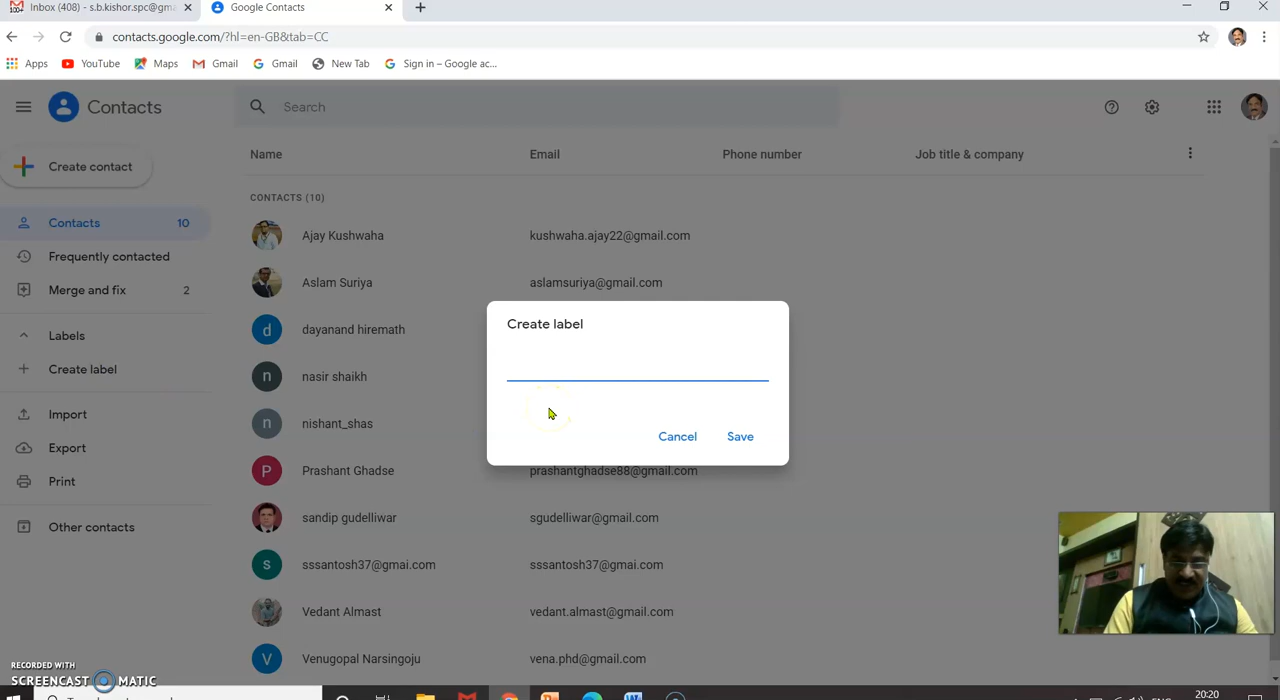 Inbox (408) - s.b.kishor.spc@gm
Google Contacts
contacts.google.com/?hl=en-GB&tab=CC
Apps
YouTube
Maps
Gmail
Gmail
New Tab
Sign in – Google ac...
Contacts
Search
Create contact
Name
Email
Phone number
Job title & company
CONTACTS (10)
Contacts 10
Ajay Kushwaha
kushwaha.ajay22@gmail.com
Frequently contacted
Aslam Suriya
aslamsuriya@gmail.com
Merge and fix 2
Labels
dayanand hiremath
Create label
Create label
nasir shaikh
Import
nishant_shas
Cancel
Save
Export
Prashant Ghadse
prashantghadse88@gmail.com
Print
sandip gudelliwar
sgudelliwar@gmail.com
Other contacts
sssantosh37@gmai.com
sssantosh37@gmai.com
Vedant Almast
vedant.almast@gmail.com
Venugopal Narsingoju
vena.phd@gmail.com
RECORDED WITH
SCREENCAST MATIC
20:20